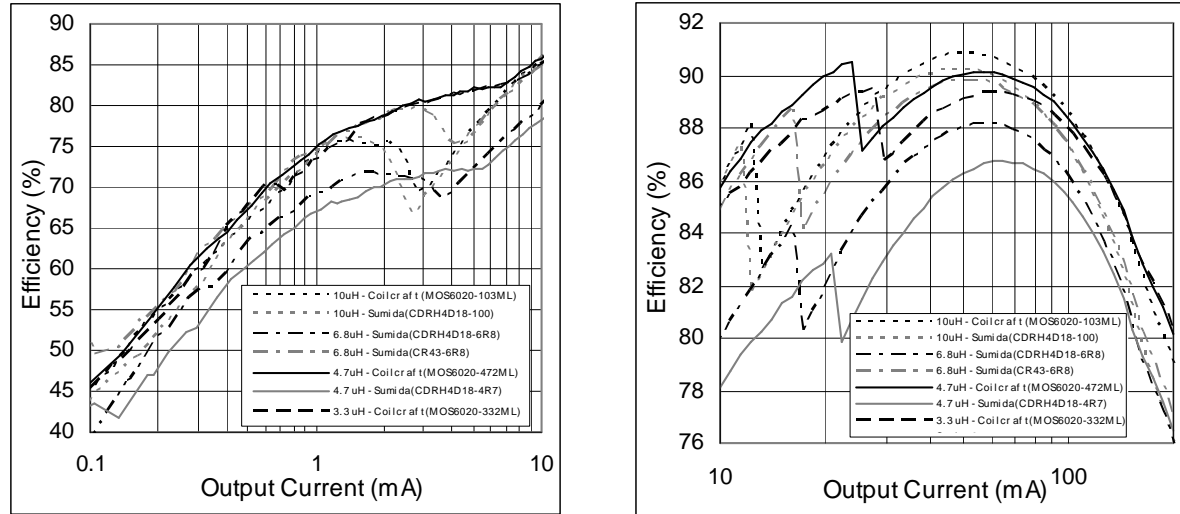 90
85
80
75
70
65
60
55
50
45
40
Efficiency (%)
10uH - Coilcraft (MOS6020-103ML)
10uH - Sumida(CDRH4D18-100)
6.8uH - Sumida(CDRH4D18-6R8)
6.8uH - Sumida(CR43-6R8)
4.7uH - Coilcraft (MOS6020-472ML)
4.7uH - Sumida(CDRH4D18-4R7)
3.3uH - Coilcraft (MOS6020-332ML)
0.1
1
10
Output Current (mA)
92
90
88
86
84
82
80
78
76
Efficiency (%)
10uH - Coilcraft (MOS6020-103ML)
10uH - Sumida(CDRH4D18-100)
6.8uH - Sumida(CDRH4D18-6R8)
6.8uH - Sumida(CR43-6R8)
4.7uH - Coilcraft (MOS6020-472ML)
4.7uH - Sumida(CDRH4D18-4R7)
3.3uH - Coilcraft (MOS6020-332ML)
10
100
Output Current (mA)